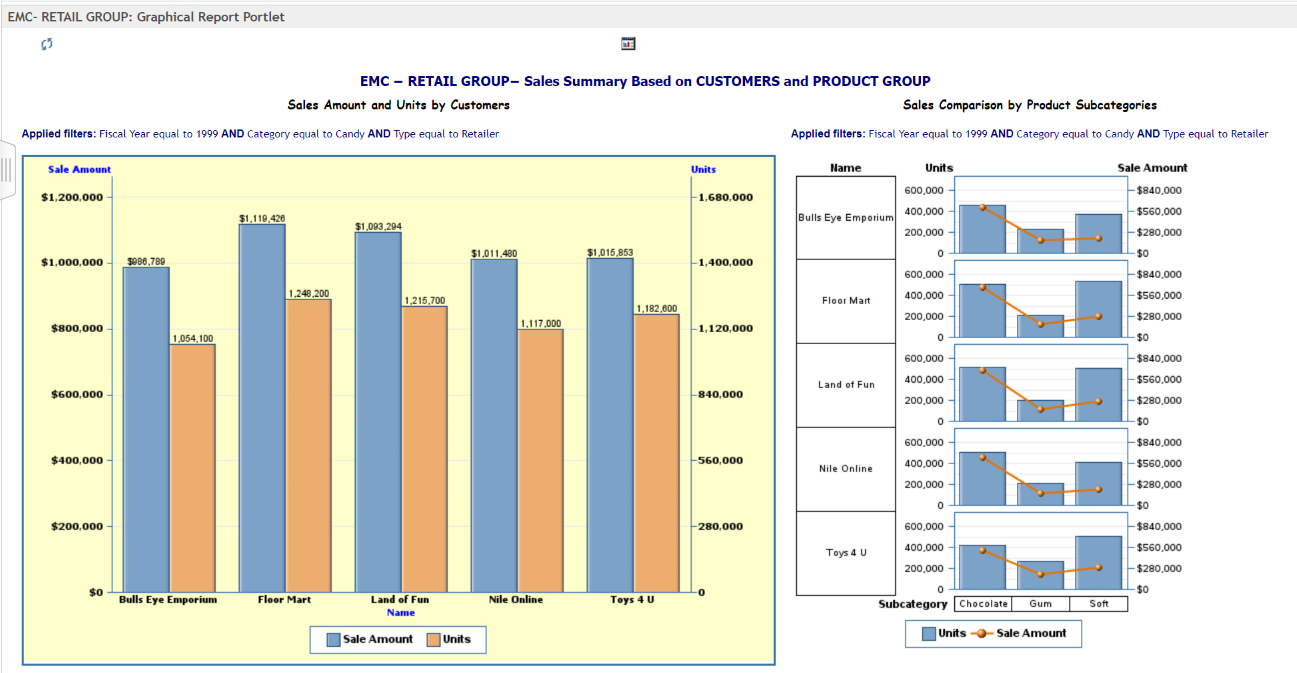 EMC- RETAIL GROUP: Graphical Report Portlet
EMC – RETAIL GROUP– Sales Summary Based on CUSTOMERS and PRODUCT GROUP
Sales Amount and Units by Customers
Applied filters: Fiscal Year equal to 1999 AND Category equal to Candy AND Type equal to Retailer
Sale Amount
Units
$1,200,000
$1,000,000
$800,000
$600,000
$400,000
$200,000
$0
$986,789
1,054,100
$1,119,426
1,248,200
$1,093,294
1,215,700
$1,011,480
1,117,000
$1,015,853
1,182,600
1,680,000
1,400,000
1,120,000
840,000
560,000
280,000
0
Bulls Eye Emporium Floor Mart Land of Fun Nile Online Toys 4 U
Name
Sale Amount Units
Sales Comparison by Product Subcategories
Applied filters: Fiscal Year equal to 1999 AND Category equal to Candy AND Type equal to Retailer
Name Units Sale Amount
Bulls Eye Emporium
600,000 $840,000
400,000 $560,000
200,000 $280,000
0 $0
Floor Mart
600,000 $840,000
400,000 $560,000
200,000 $280,000
0 $0
Land of Fun
600,000 $840,000
400,000 $560,000
200,000 $280,000
0 $0
Nile Online
600,000 $840,000
400,000 $560,000
200,000 $280,000
0 $0
Toys 4 U
600,000 $840,000
400,000 $560,000
200,000 $280,000
0 $0
Subcategory Chocolate Gum Soft
Units Sale Amount